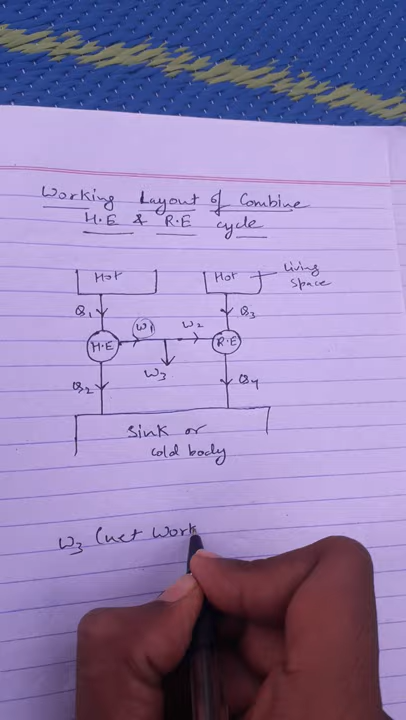 Working Layout of Combine
H.E & R.E cycle
Hot
Hot
Living
Space
Q1
W1
W2
Q3
H.E
R.E
W3
Q2
Q4
Sink or
cold body
W3 (net Work